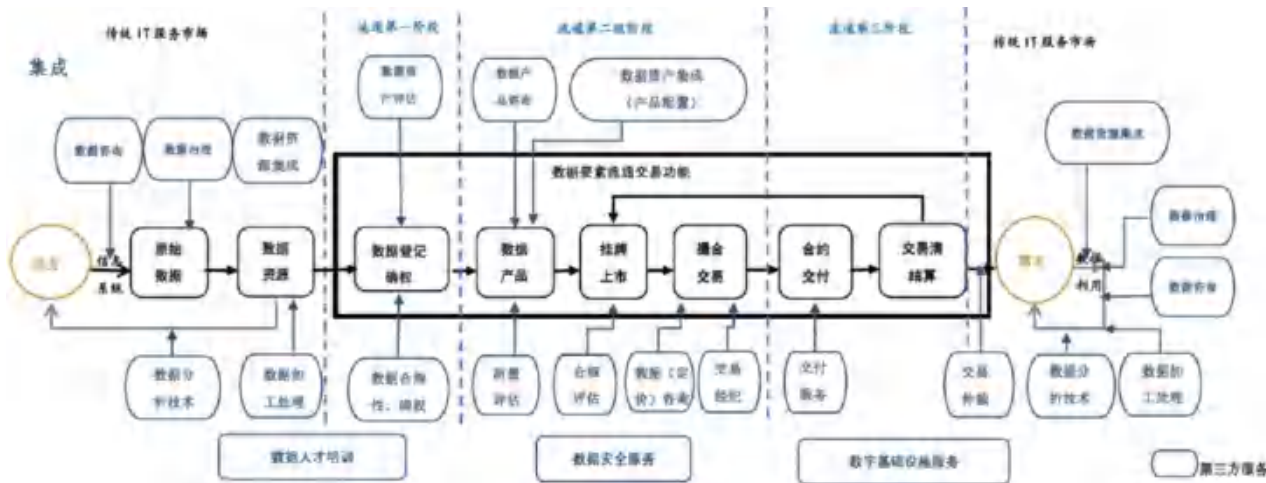 传统IT服务市场
流通第一阶段
流通第二级阶段
流通第三阶段
传统IT服务市场
集成
数据资
产评估
数据产
品咨询
数据资产集成
(产品配置)
数据咨询
数据治理
数据资
源集成
数据资源集成
数据要素流通交易功能
数据治理
信息
系统
原始
数据
数据
资源
数据登记
确权
数据
产品
挂牌
上市
撮合
交易
合约
交付
交易清
结算
数据
利用
数据咨询
数据分
析技术
数据加
工处理
数据合规
性、确权
质量
评估
合规
评估
数据(定
价)咨询
交易
经纪
交付
服务
交易
仲裁
数据分
析技术
数据加
工处理
数据人才培训
数据安全服务
数字基础设施服务
第三方服务